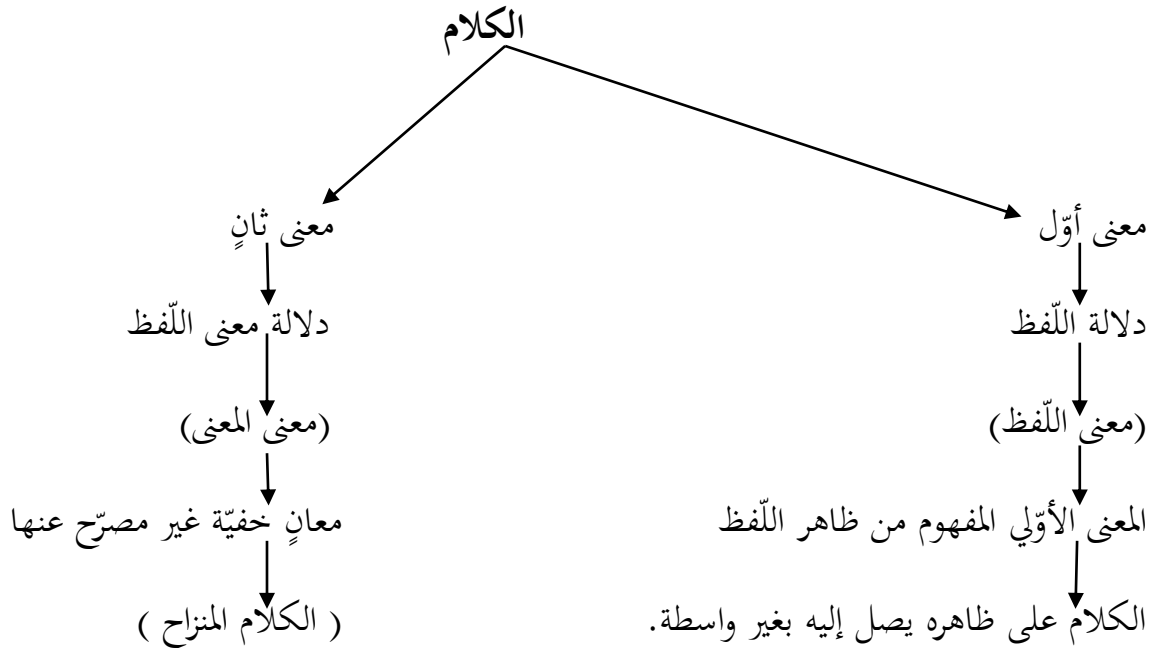 الكلام
معنى أوّل
معنى ثانٍ
دلالة اللّفظ
دلالة معنى اللّفظ
(معنى اللّفظ)
(معنى المعنى)
المعنى الأوّلي المفهوم من ظاهر اللّفظ
معانٍ خفيّة غير مصرّح عنها
الكلام على ظاهره يصل إليه بغير واسطة.
( الكلام المنزاح )